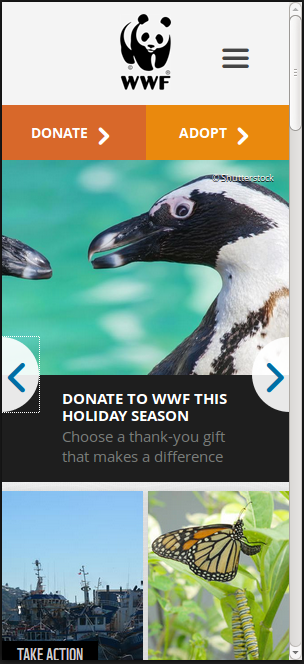 WWF
DONATE
ADOPT
© Shutterstock
DONATE TO WWF THIS
HOLIDAY SEASON
Choose a thank-you gift
that makes a difference
TAKE ACTION